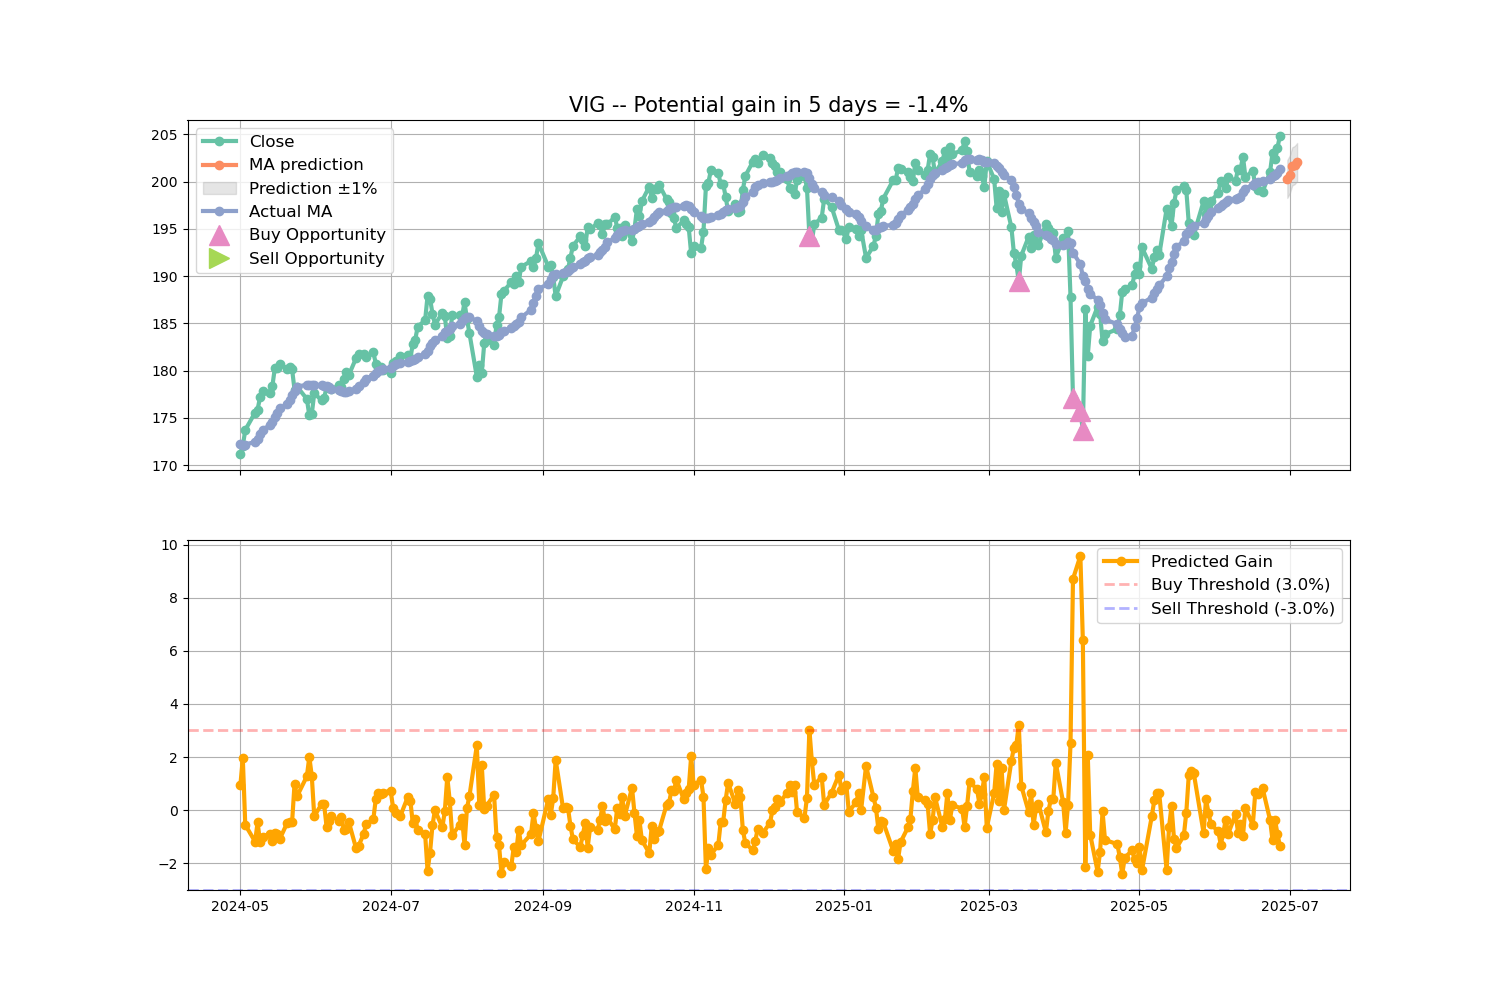 VIG -- Potential gain in 5 days = -1.4%
205
200
195
190
185
180
175
170
Close
MA prediction
Prediction ±1%
Actual MA
Buy Opportunity
Sell Opportunity
10
8
6
4
2
0
−2
Predicted Gain
Buy Threshold (3.0%)
Sell Threshold (-3.0%)
2024-05
2024-07
2024-09
2024-11
2025-01
2025-03
2025-05
2025-07